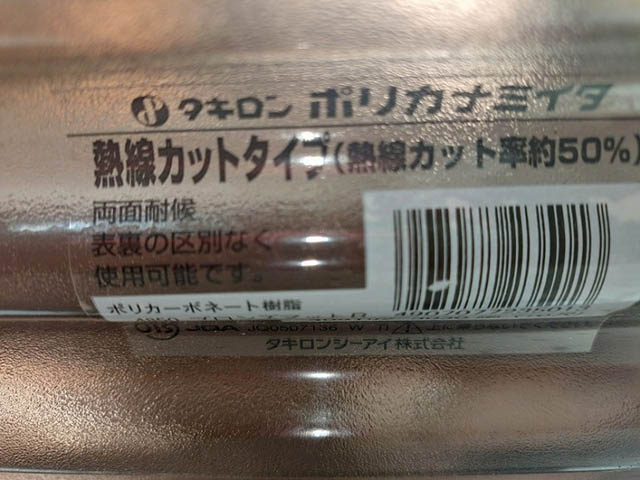 タキロン ポリカナミイタ
熱線カットタイプ(熱線カット率約50%)
両面耐候
表裏の区別なく
使用可能です。
ポリカーボネート樹脂
JQA JQ0507136 W
タキロンシーアイ株式会社